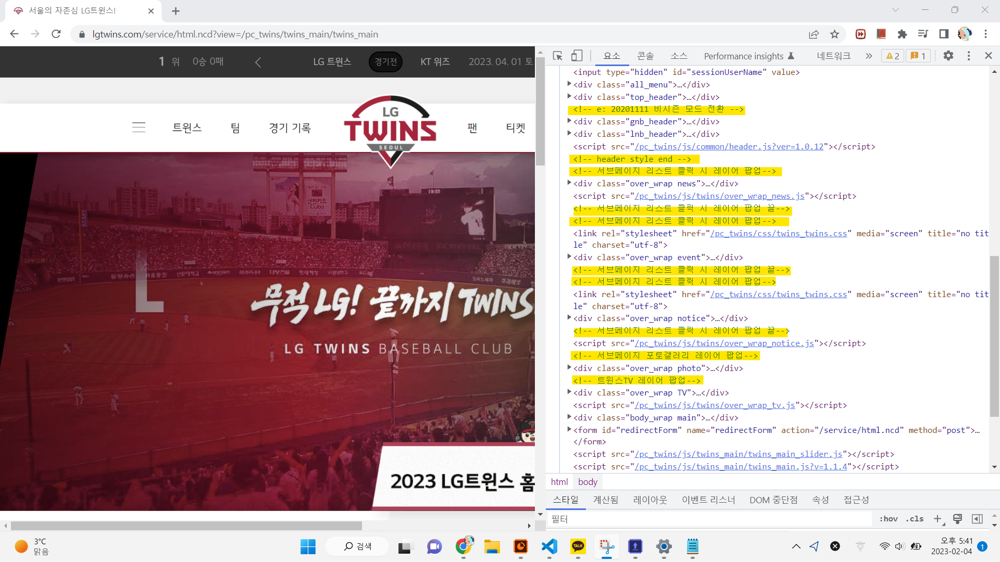 서울의 자존심 LG트윈스!
lgtwins.com/service/html.ncd?view=/pc_twins/twins_main/twins_main
1 위 0승 0패 LG 트윈스 경기전 KT 위즈 2023. 04. 01 토
트윈스 팀 경기 기록 팬 티켓
LG
TWINS
SEOUL
신한카드
Cube
L
무적 LG! 끝까지 TWINS
LG TWINS BASEBALL CLUB
2023 LG트윈스 홈
요소 콘솔 소스 Performance insights 네트워크 » 2 1
<input type="hidden" id="sessionUserName" value>
<div class="all_menu">…</div>
<div class="top_header">…</div>
<!-- e: 20201111 비시즌 모드 전환 -->
<div class="gnb_header">…</div>
<div class="lnb_header">…</div>
<script src="/pc_twins/js/common/header.js?ver=1.0.12"></script>
<!-- header style end -->
<!-- 서브페이지 리스트 클릭 시 레이어 팝업-->
<div class="over_wrap news">…</div>
<script src="/pc_twins/js/twins/over_wrap_news.js"></script>
<!-- 서브페이지 리스트 클릭 시 레이어 팝업 끝-->
<!-- 서브페이지 리스트 클릭 시 레이어 팝업-->
<link rel="stylesheet" href="/pc_twins/css/twins_twins.css" media="screen" title="no tit
le" charset="utf-8">
<div class="over_wrap event">…</div>
<!-- 서브페이지 리스트 클릭 시 레이어 팝업 끝-->
<!-- 서브페이지 리스트 클릭 시 레이어 팝업-->
<link rel="stylesheet" href="/pc_twins/css/twins_twins.css" media="screen" title="no tit
le" charset="utf-8">
<div class="over_wrap notice">…</div>
<!-- 서브페이지 리스트 클릭 시 레이어 팝업 끝-->
<script src="/pc_twins/js/twins/over_wrap_notice.js"></script>
<!-- 서브페이지 포토갤러리 레이어 팝업-->
<div class="over_wrap photo">…</div>
<!-- 트윈스TV 레이어 팝업-->
<div class="over_wrap TV">…</div>
<script src="/pc_twins/js/twins/over_wrap_tv.js"></script>
<div class="body_wrap main">…</div>
<form id="redirectForm" name="redirectForm" action="/service/html.ncd" method="post">…
</form>
<script src="/pc_twins/js/twins_main/twins_main_slider.js"></script>
<script src="/pc_twins/js/twins_main/twins_main.js?v=1.1.4"></script>
html body
스타일 계산됨 레이아웃 이벤트 리스너 DOM 중단점 속성 접근성
필터 :hov .cls
3°C
맑음
검색
TALK
오후 5:41
2023-02-04
1